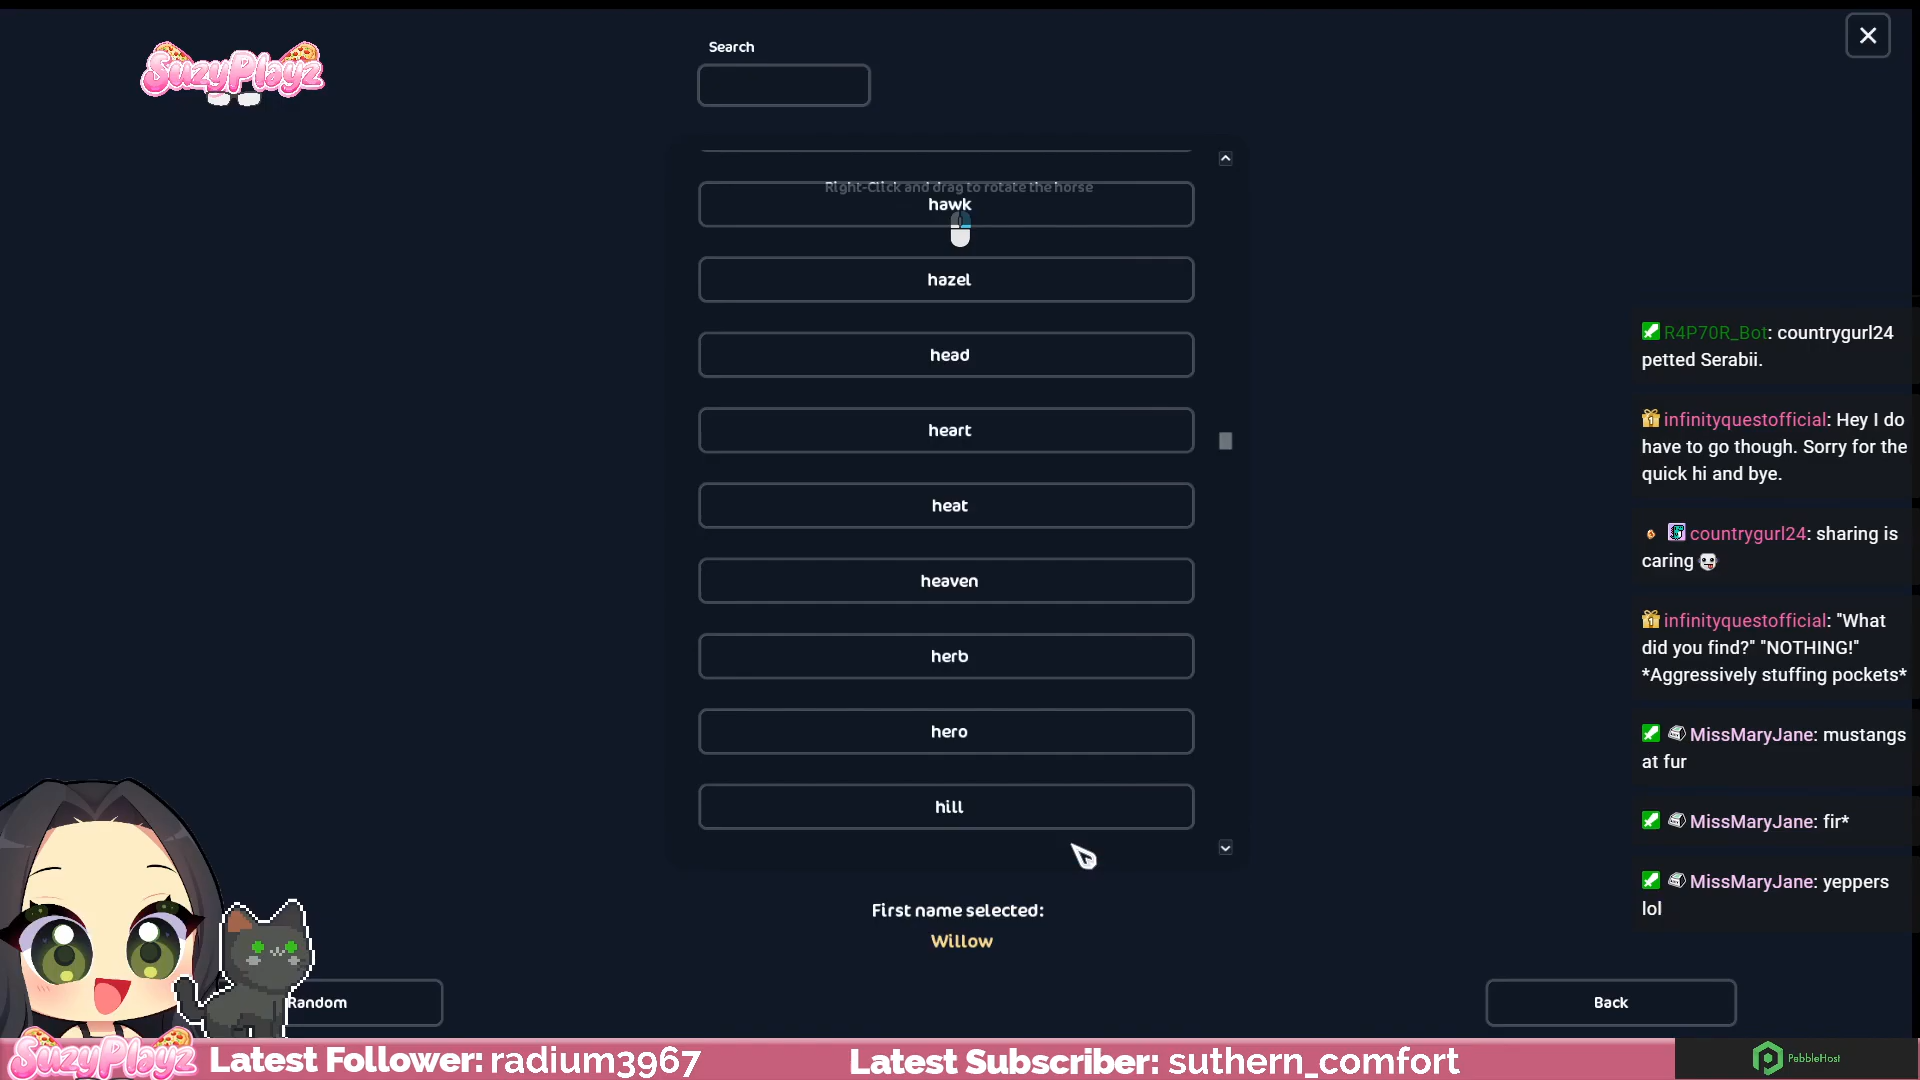 SuzyPlayz
Search
Right-Click and drag to rotate the horse
hawk
hazel
head
heart
heat
heaven
herb
hero
hill
First name selected:
Willow
Random
Back
R4P70R_Bot: countrygurl24
petted Serabii.
infinityquestofficial: Hey I do
have to go though. Sorry for the
quick hi and bye.
countrygurl24: sharing is
caring
infinityquestofficial: "What
did you find?" "NOTHING!"
*Aggressively stuffing pockets*
MissMaryJane: mustangs
at fur
MissMaryJane: fir*
MissMaryJane: yeppers
lol
SuzyPlayz
Latest Follower: radium3967
Latest Subscriber: suthern_comfort
PebbleHost